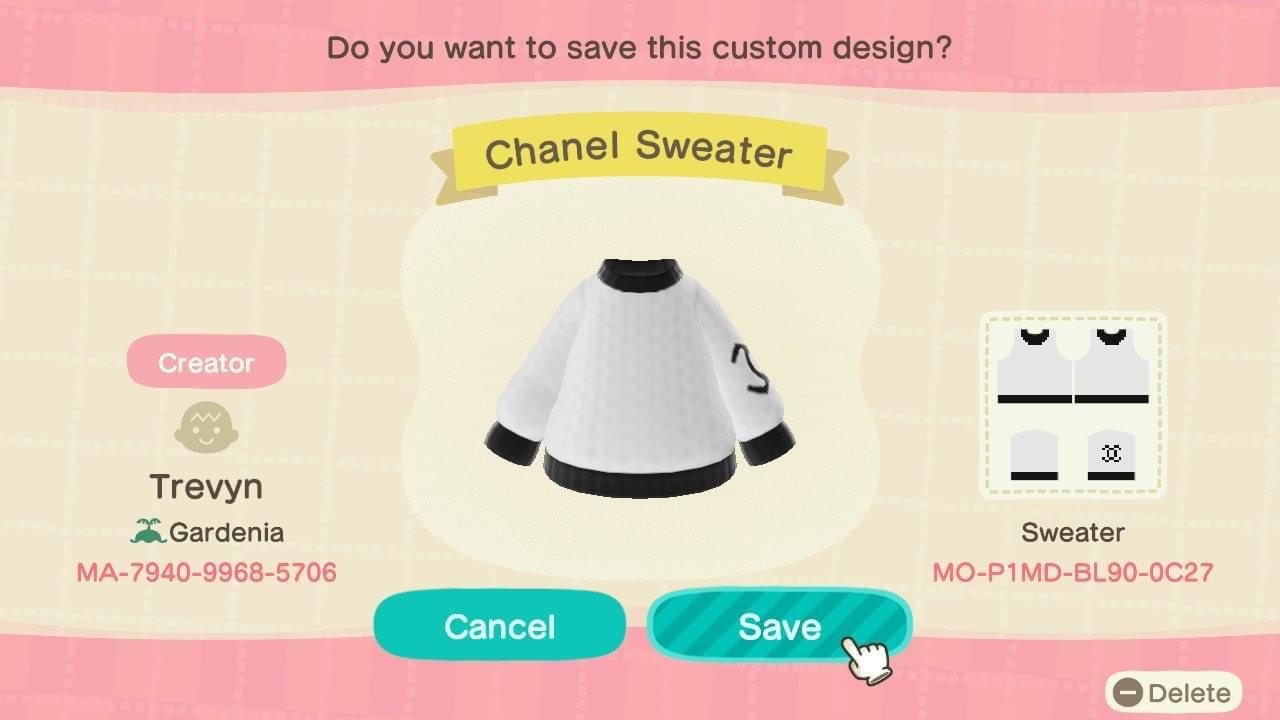 Do you want to save this custom design?
Chanel Sweater
Creator
Trevyn
Gardenia
MA-7940-9968-5706
Sweater
MO-P1MD-BL90-0C27
Cancel
Save
Delete